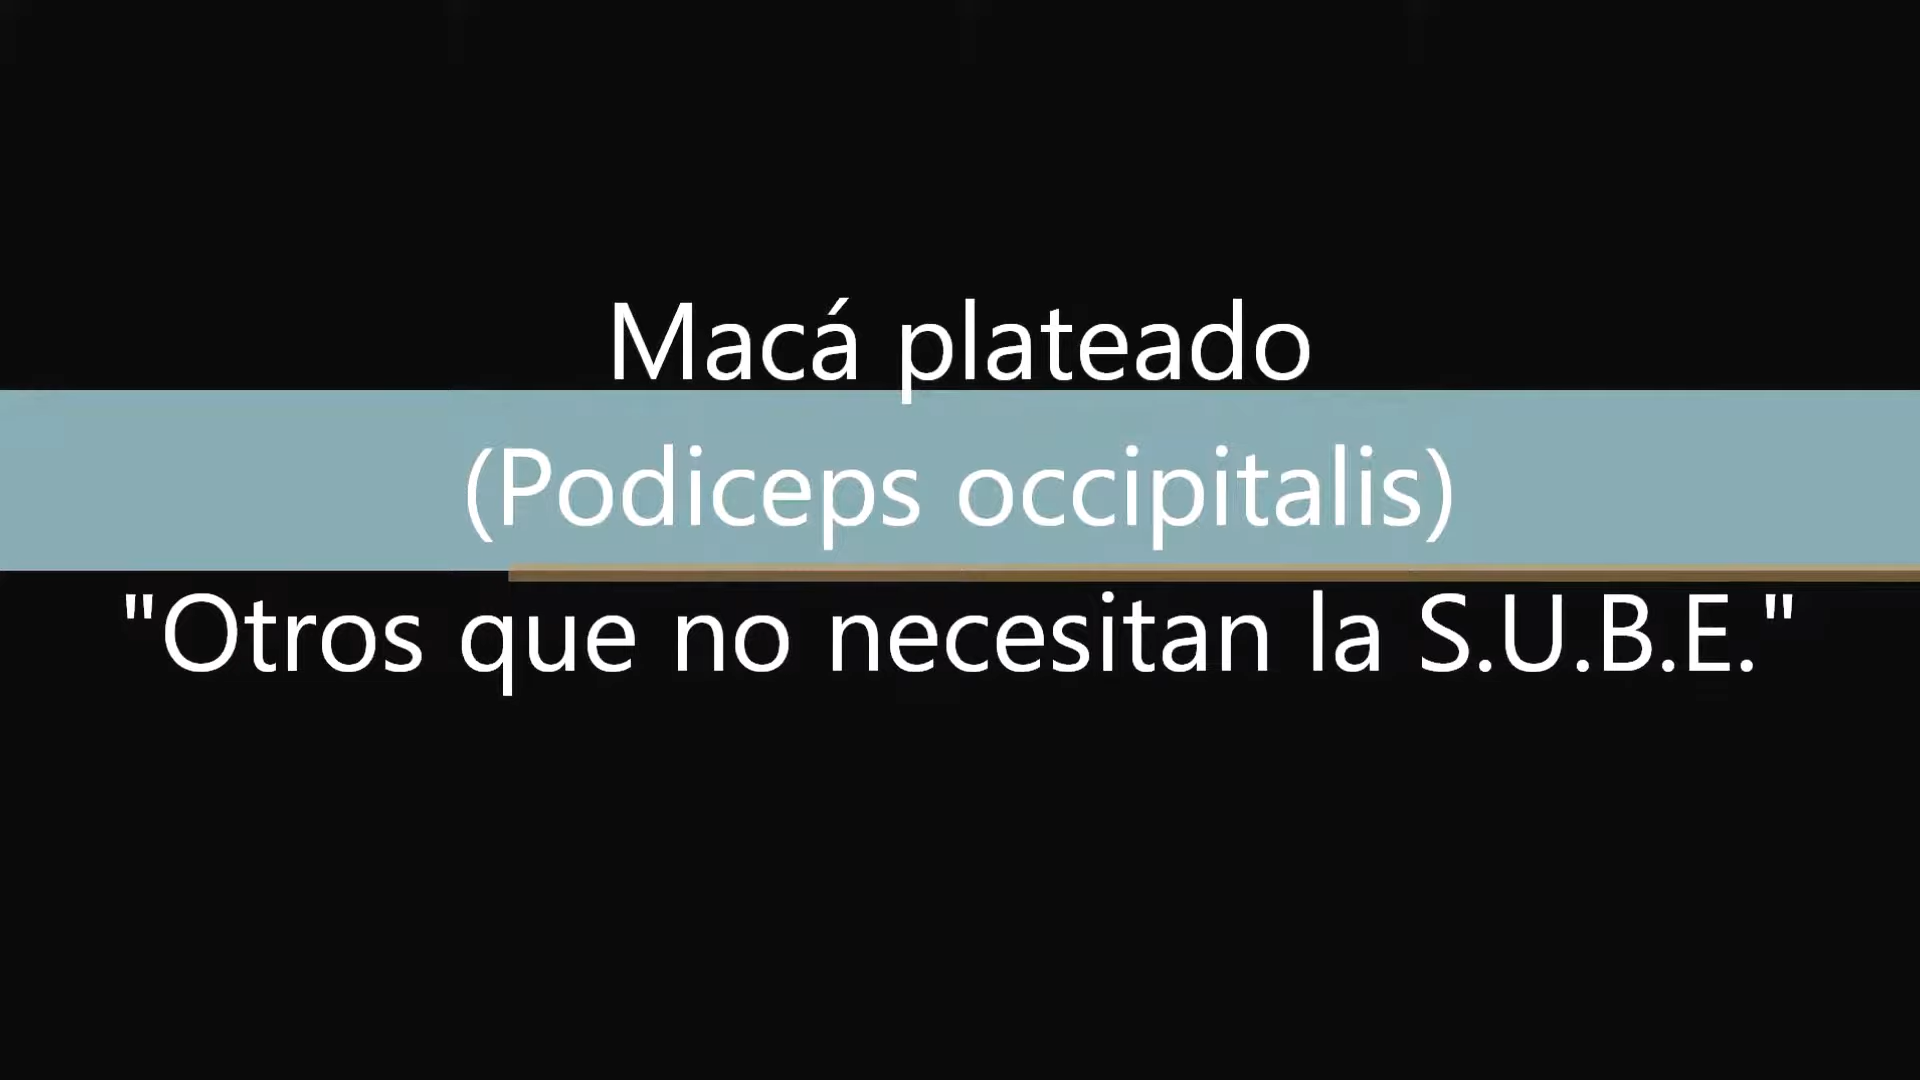 Macá plateado
(Podiceps occipitalis)
"Otros que no necesitan la S.U.B.E."